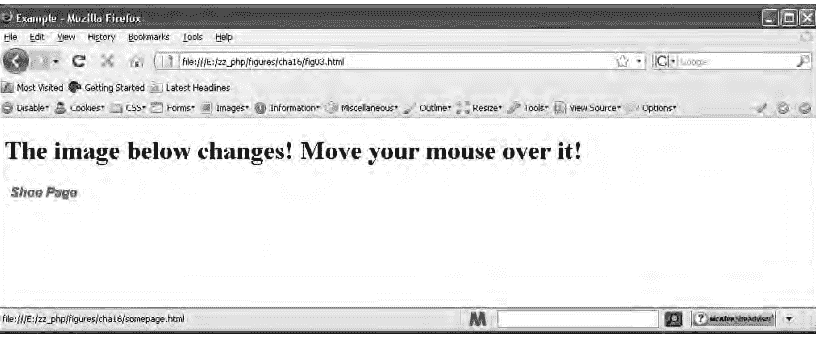 Example - Mozilla Firefox
File Edit View History Bookmarks Tools Help
file:///E:/zz_php/figures/cha16/fig03.html
Google
Most Visited Getting Started Latest Headlines
Disable Cookies CSS Forms Images Information Miscellaneous Outline Resize Tools View Source Options
The image below changes! Move your mouse over it!
Shoe Page
file:///E:/zz_php/figures/cha16/somepage.html